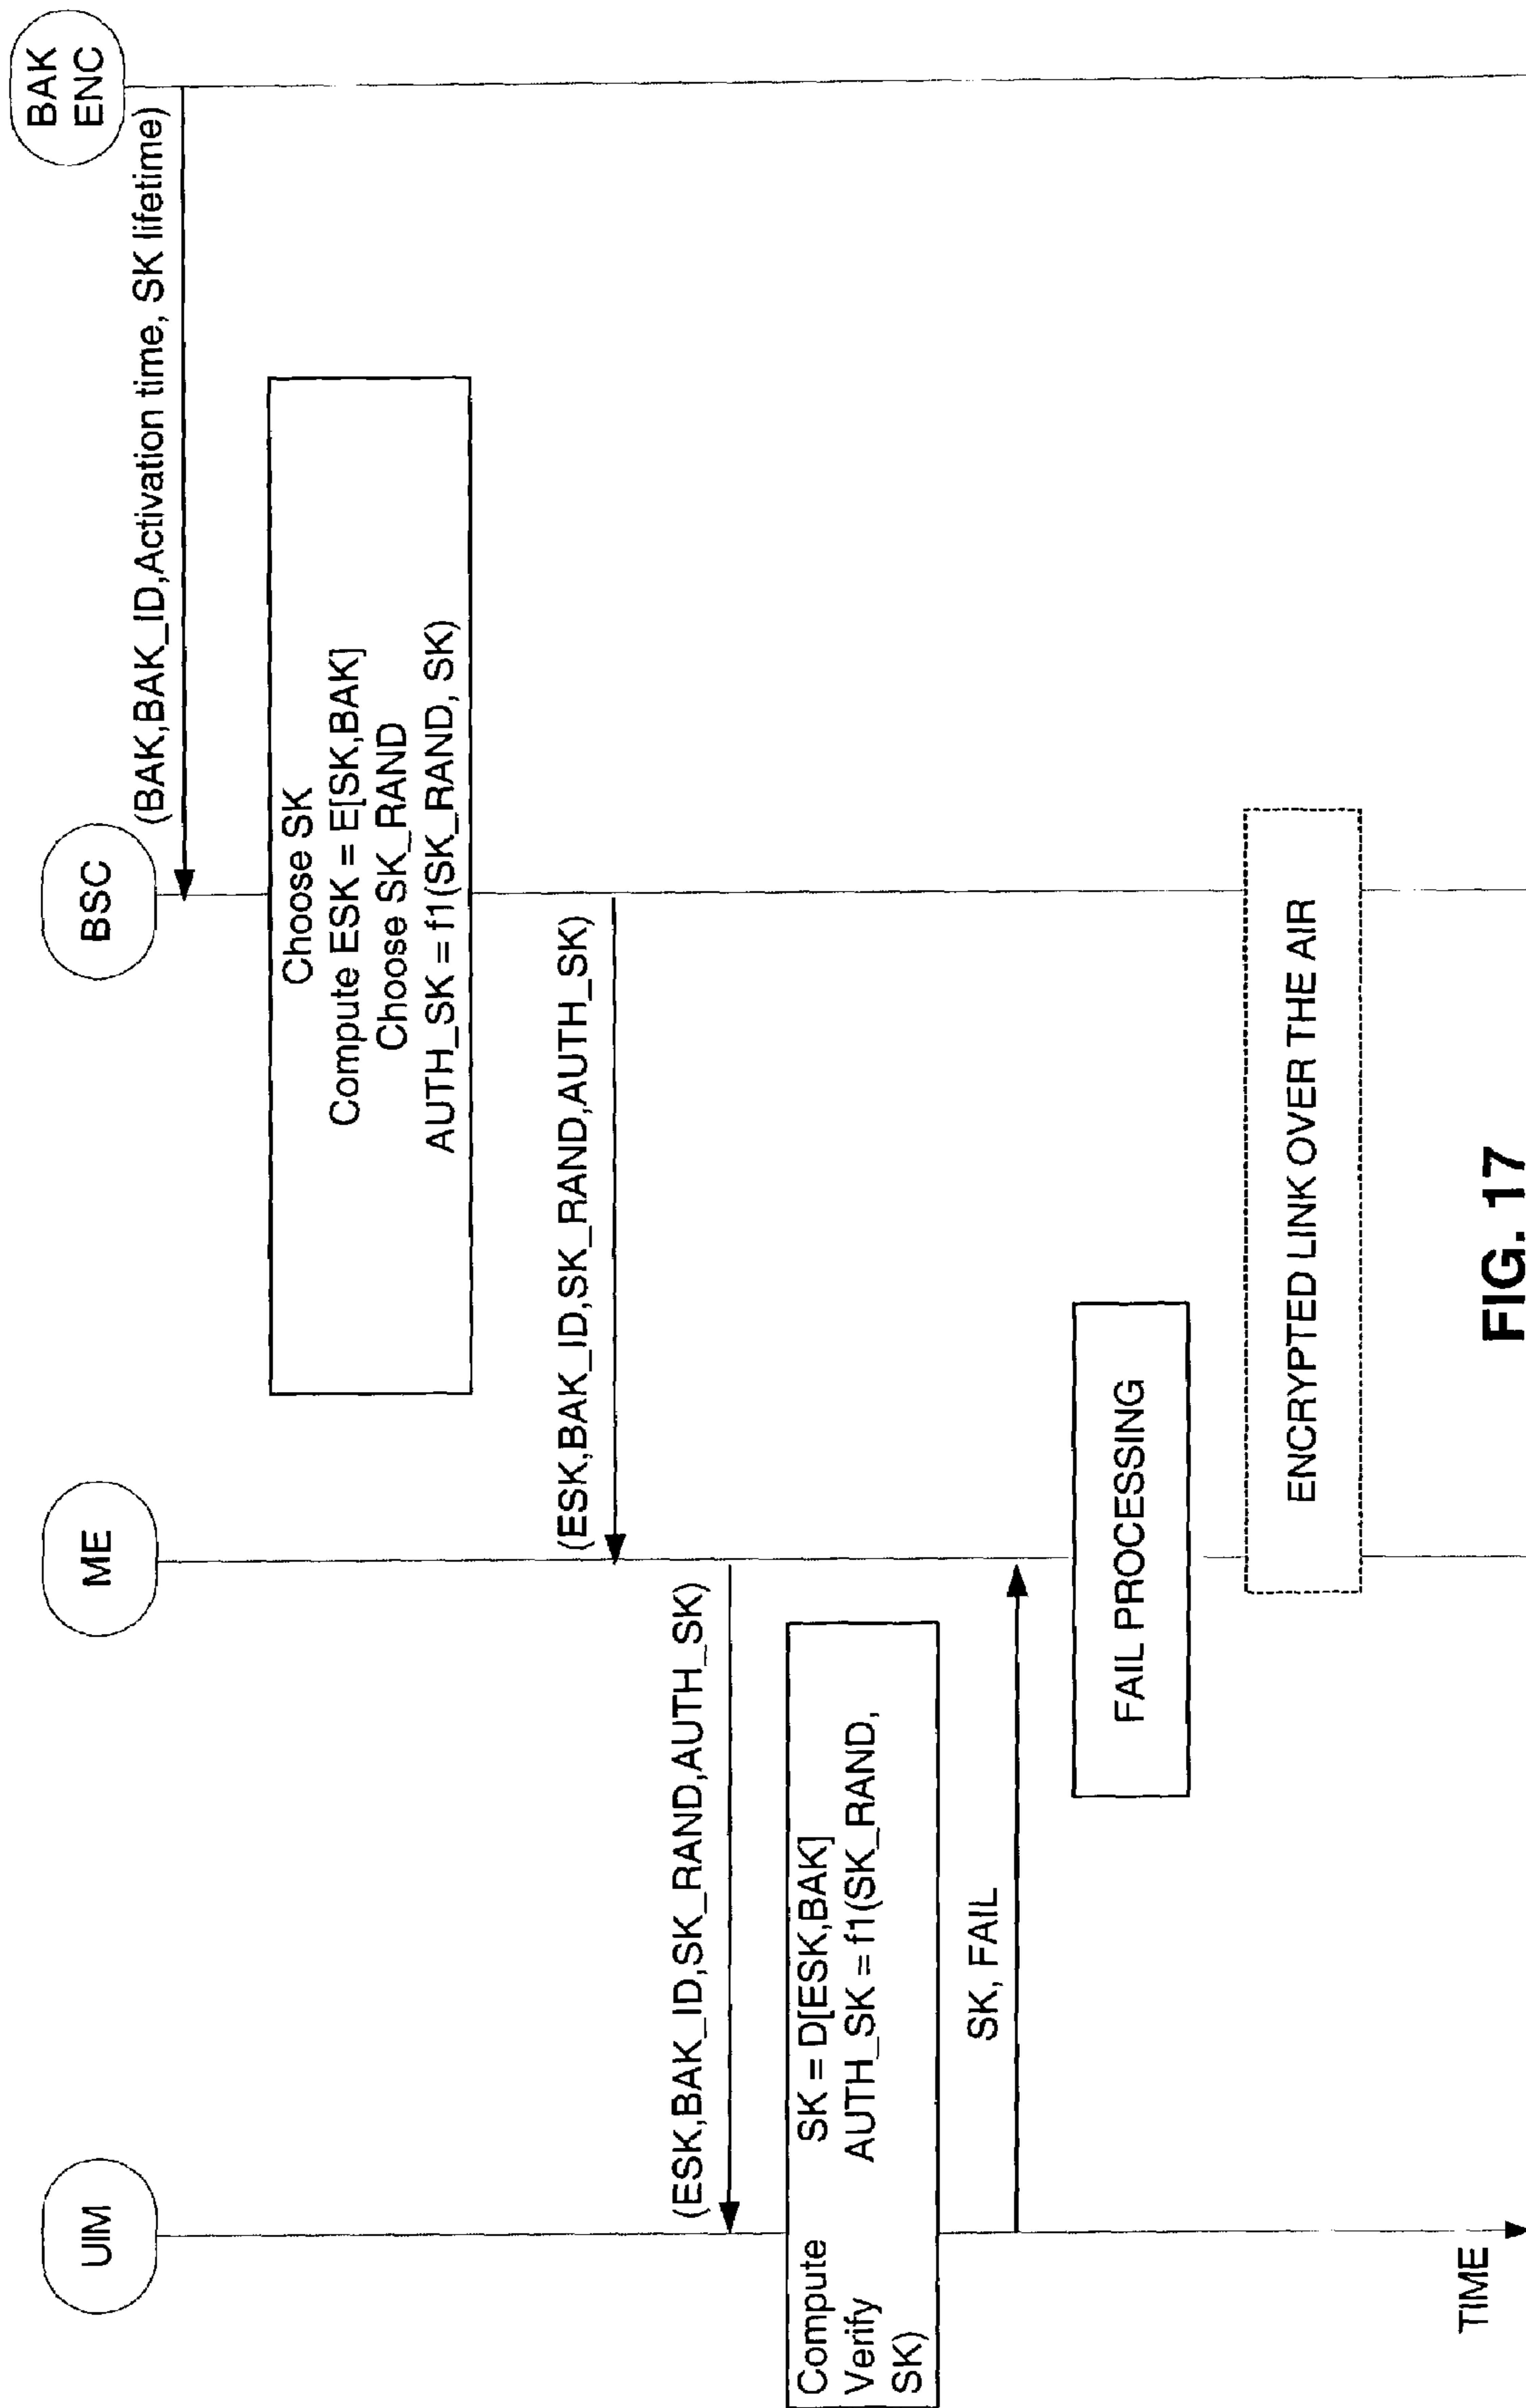 UIM
ME
BSC
BAK
ENC
(BAK,BAK_ID,Activation time, SK lifetime)
Choose SK
Compute ESK = E[SK,BAK]
Choose SK_RAND
AUTH_SK = f1(SK_RAND, SK)
(ESK,BAK_ID,SK_RAND,AUTH_SK)
(ESK,BAK_ID,SK_RAND,AUTH_SK)
Compute SK = D[ESK,BAK]
Verify AUTH_SK = f1(SK_RAND,
SK)
SK, FAIL
FAIL PROCESSING
ENCRYPTED LINK OVER THE AIR
TIME
FIG. 17